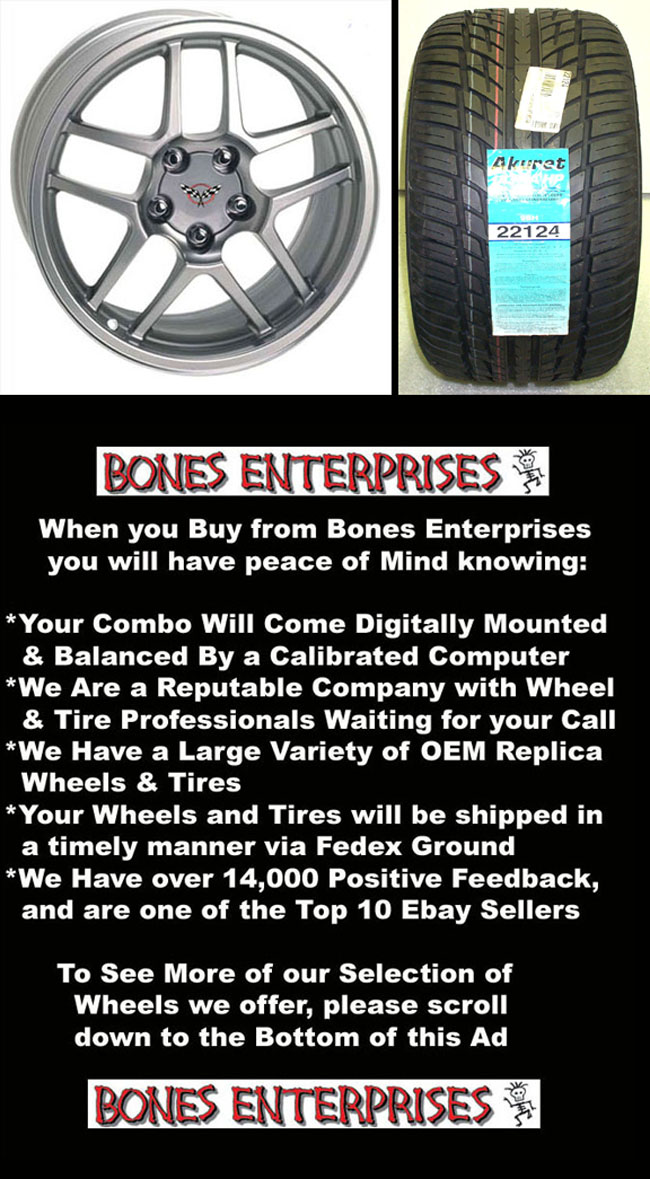 Akuret
22124
BONES ENTERPRISES
When you Buy from Bones Enterprises
you will have peace of Mind knowing:
*Your Combo Will Come Digitally Mounted
& Balanced By a Calibrated Computer
*We Are a Reputable Company with Wheel
& Tire Professionals Waiting for your Call
*We Have a Large Variety of OEM Replica
Wheels & Tires
*Your Wheels and Tires will be shipped in
a timely manner via Fedex Ground
*We Have over 14,000 Positive Feedback,
and are one of the Top 10 Ebay Sellers
To See More of our Selection of
Wheels we offer, please scroll
down to the Bottom of this Ad
BONES ENTERPRISES